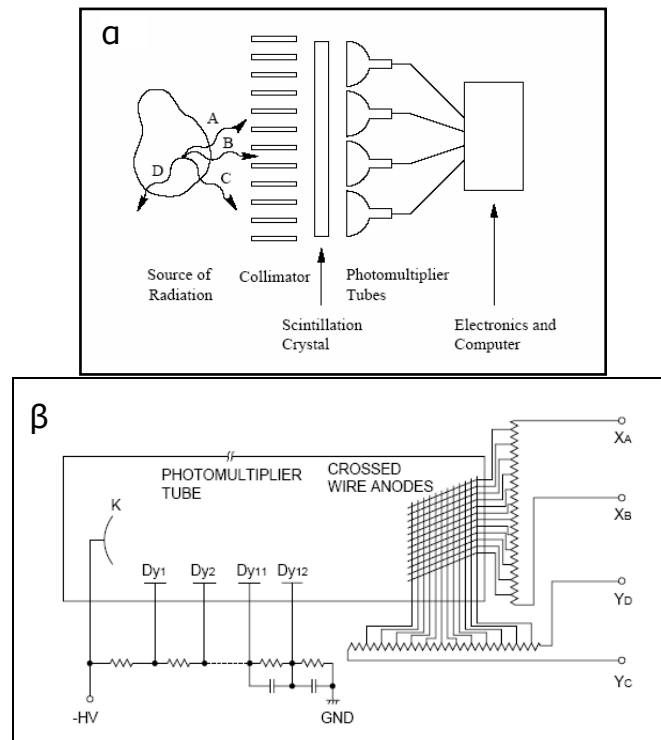 α
A
B
D
C
Source of
Radiation
Collimator
Photomultiplier
Tubes
Scintillation
Crystal
Electronics and
Computer
β
PHOTOMULTIPLIER
TUBE
CROSSED
WIRE ANODES
K
Dy1
Dy2
Dy11
Dy12
XA
XB
YD
YC
-HV
GND